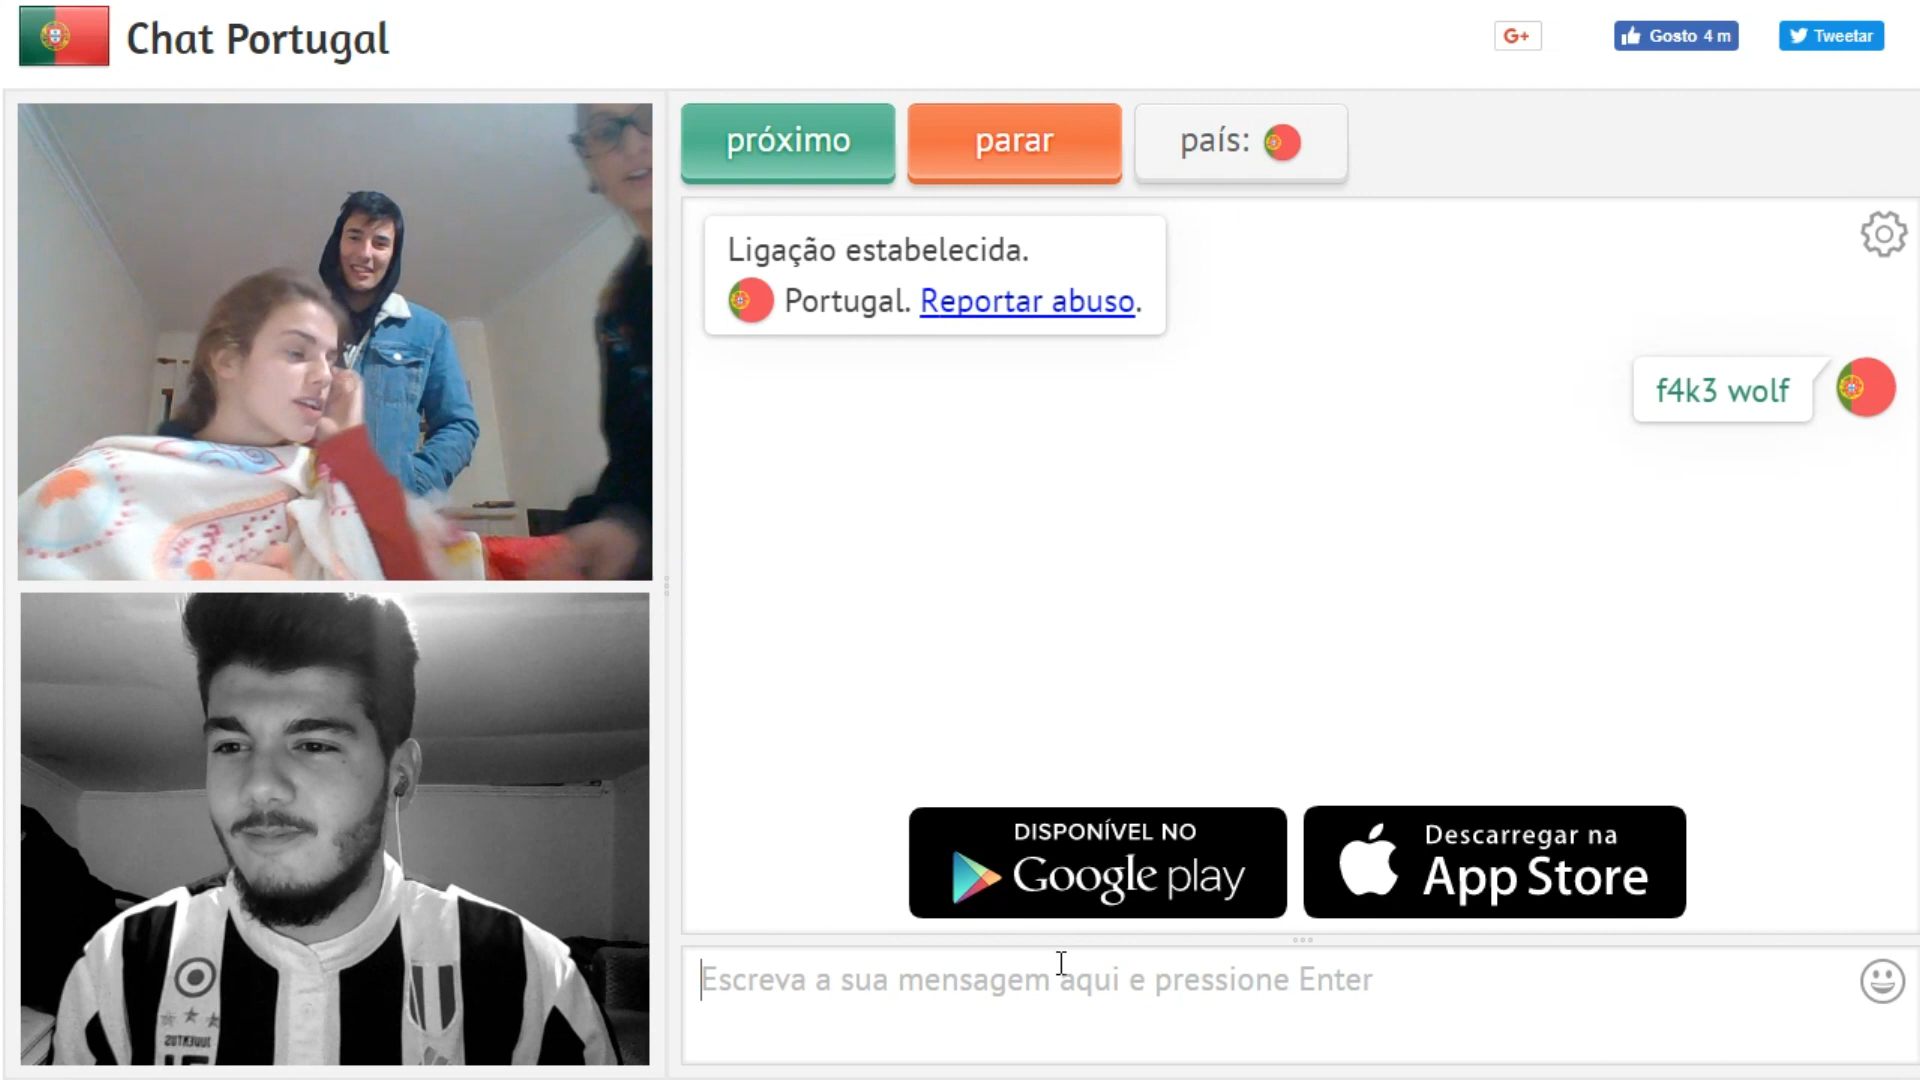 Chat Portugal
G+
Gosto 4 m
Tweetar
próximo
parar
país:
Ligação estabelecida.
Portugal. Reportar abuso.
f4k3 wolf
DISPONÍVEL NO
Google play
Descarregar na
App Store
Escreva a sua mensagem aqui e pressione Enter
JUVENTUS